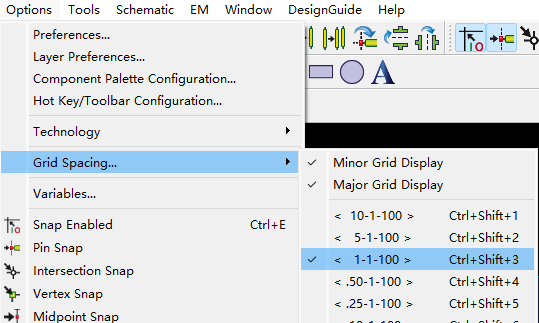 Options Tools Schematic EM Window DesignGuide Help
Preferences...
Layer Preferences...
Component Palette Configuration...
Hot Key/Toolbar Configuration...
A
Technology
Grid Spacing...
Minor Grid Display
Variables...
Major Grid Display
Snap Enabled Ctrl+E
< 10-1-100 > Ctrl+Shift+1
Pin Snap
< 5-1-100 > Ctrl+Shift+2
Intersection Snap
< 1-1-100 > Ctrl+Shift+3
Vertex Snap
< .50-1-100 > Ctrl+Shift+4
Midpoint Snap
< .25-1-100 > Ctrl+Shift+5